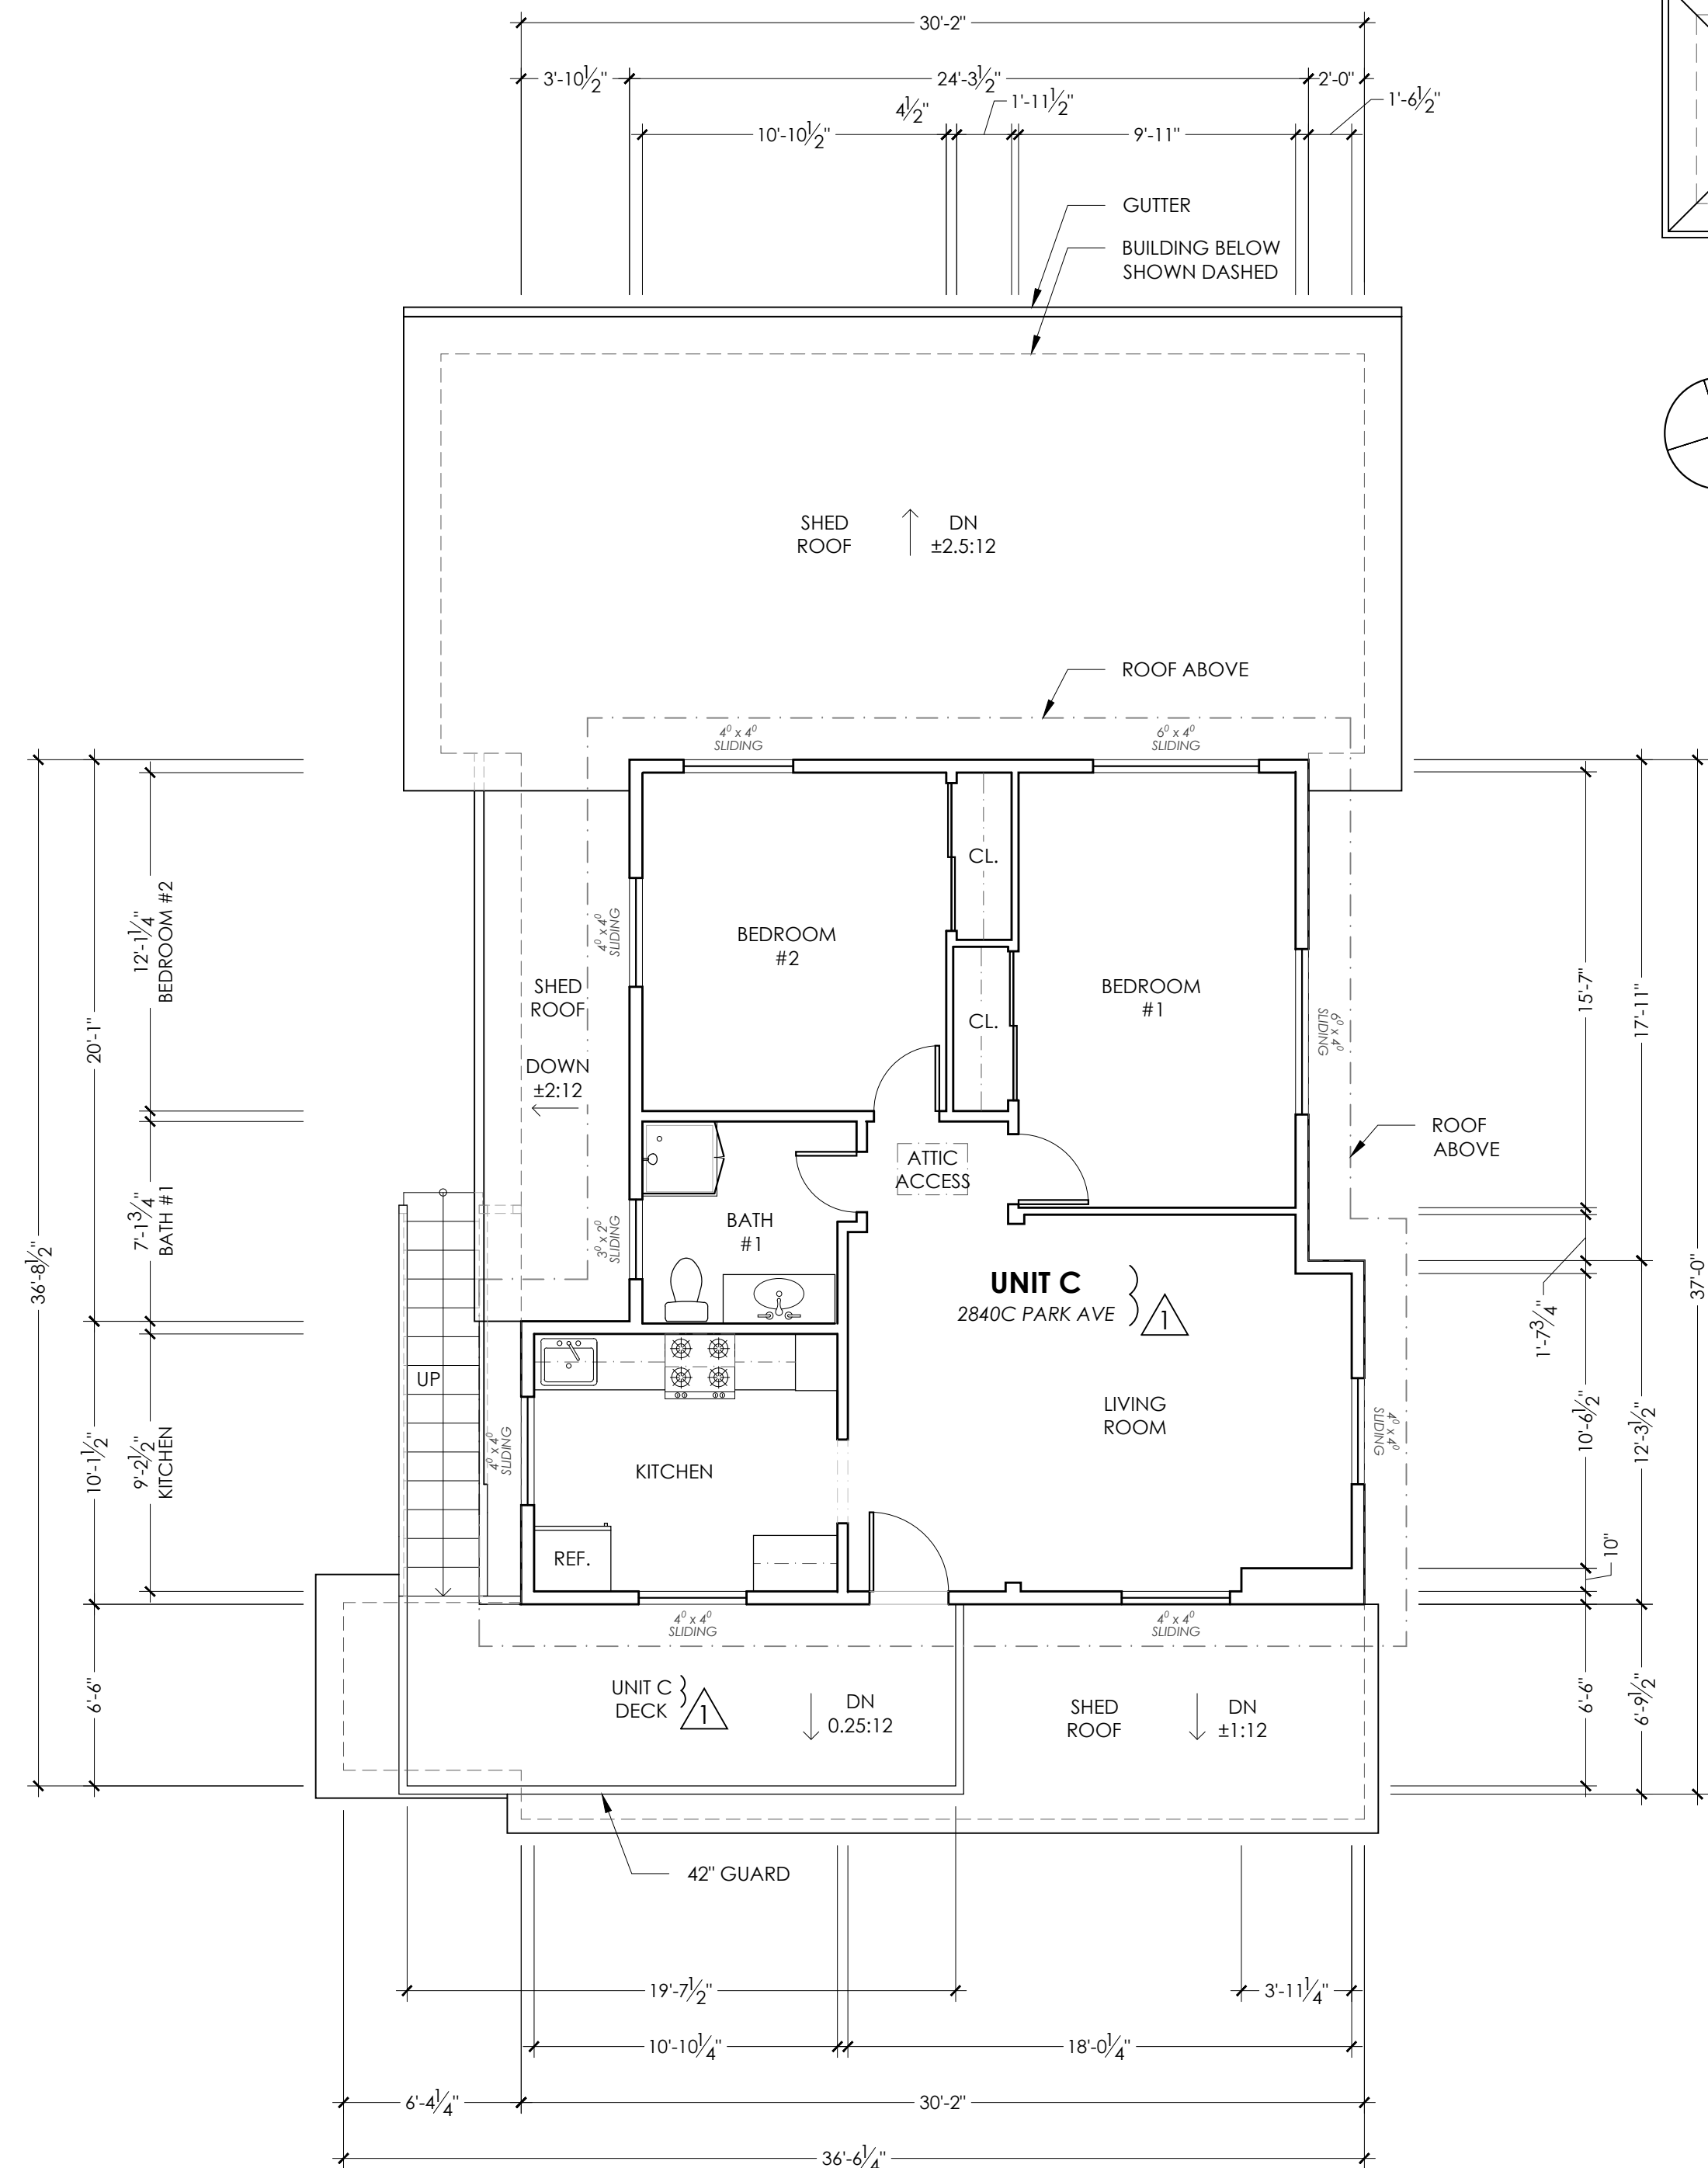 30'-2"
3'-10½"
24'-3½"
2'-0"
4½"
1'-11½"
1'-6½"
10'-10½"
9'-11"
GUTTER
BUILDING BELOW
SHOWN DASHED
SHED
ROOF
DN
±2.5:12
ROOF ABOVE
4⁰ x 4⁰
SLIDING
6⁰ x 4⁰
SLIDING
CL.
BEDROOM
#2
4⁰ x 4⁰
SLIDING
12'-1¼"
BEDROOM #2
SHED
ROOF
BEDROOM
#1
CL.
15'-7"
17'-11"
20'-1"
6⁰ x 4⁰
SLIDING
DOWN
±2:12
ROOF
ABOVE
ATTIC
ACCESS
7'-1¾"
BATH #1
3⁰ x 2⁰
SLIDING
BATH
#1
36'-8½"
UNIT C
2840C PARK AVE
1
37'-0"
1'-7¾"
UP
LIVING
ROOM
4⁰ x 4⁰
SLIDING
10'-6½"
12'-3½"
10'-1½"
9'-2½"
KITCHEN
4⁰ x 4⁰
SLIDING
KITCHEN
REF.
10"
4⁰ x 4⁰
SLIDING
4⁰ x 4⁰
SLIDING
6'-6"
UNIT C
DECK
1
DN
0.25:12
SHED
ROOF
DN
±1:12
6'-6"
6'-9½"
42" GUARD
19'-7½"
3'-11¼"
10'-10¼"
18'-0¼"
6'-4¼"
30'-2"
36'-6¼"